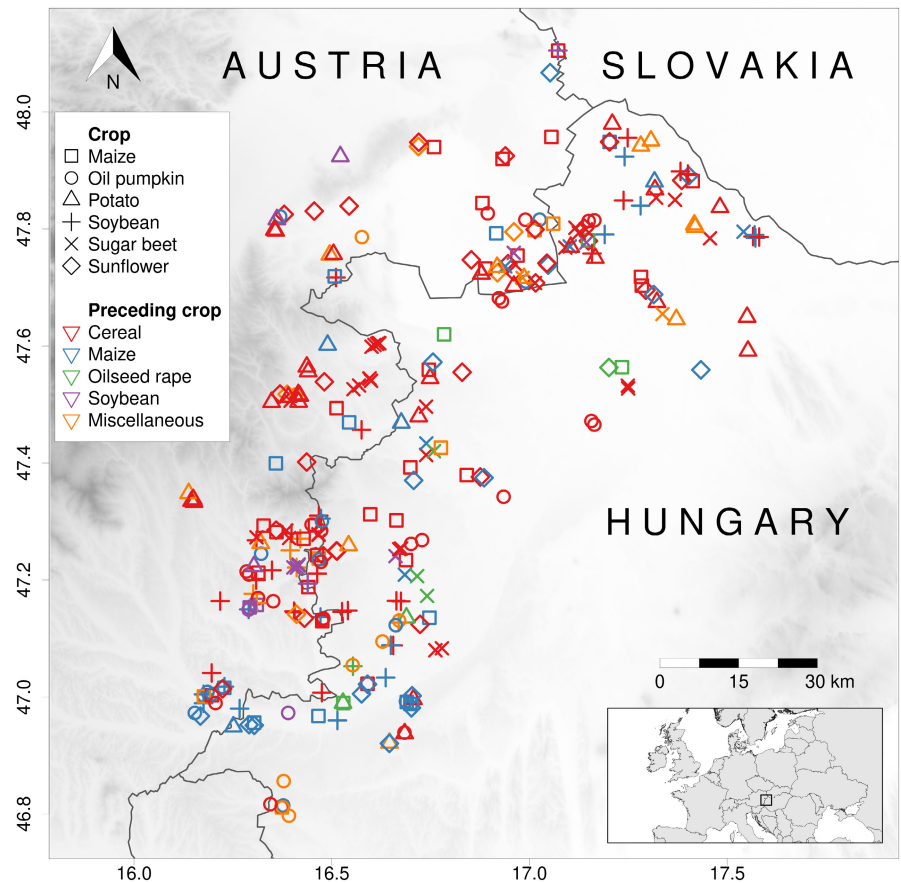 AUSTRIA
SLOVAKIA
N
Crop
Maize
Oil pumpkin
Potato
Soybean
Sugar beet
Sunflower
Preceding crop
Cereal
Maize
Oilseed rape
Soybean
Miscellaneous
HUNGARY
0 15 30 km
48.0
47.8
47.6
47.4
47.2
47.0
46.8
16.0 16.5 17.0 17.5